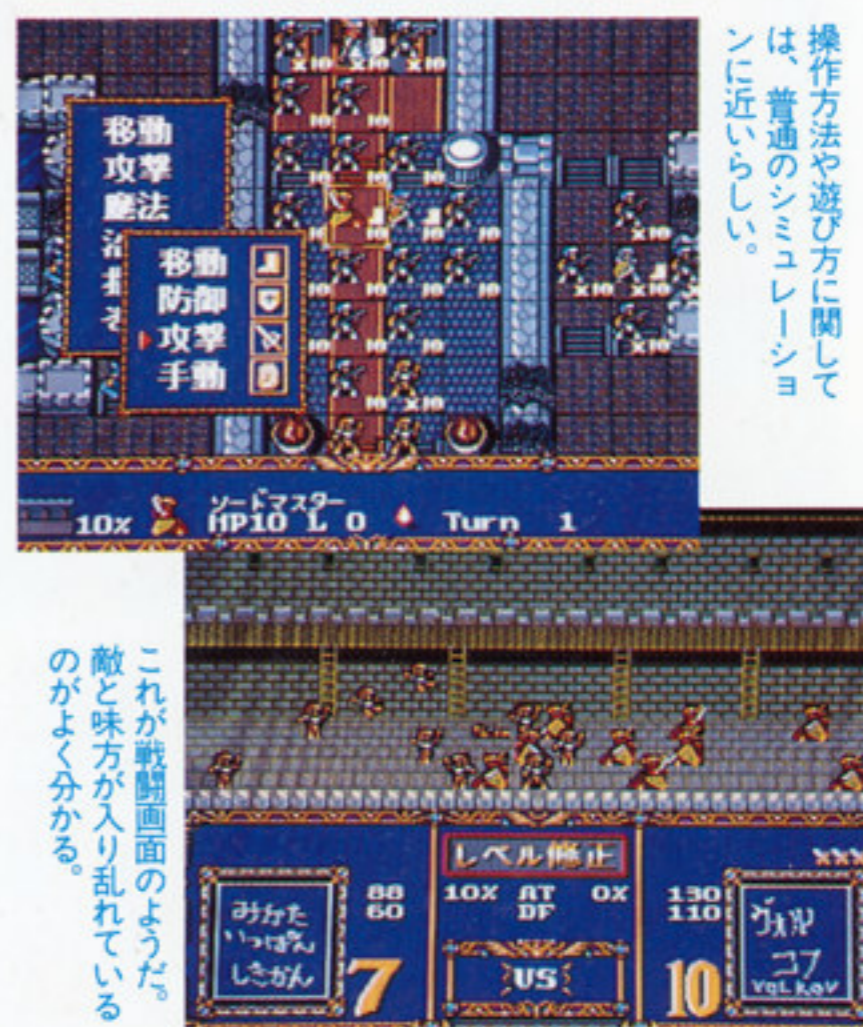 操作方法や遊び方に関して
は、普通のシミュレーショ
ンに近いらしい。
移動
攻撃
魔法
移動
防御
攻撃
手動
10%
ソードマスター
HP10 L 0
Turn 1
これが戦闘画面のようだ。
敵と味方が入り乱れている
のがよく分かる。
レベル修正
10% AT 0%
DF
88
60
130
110
みかた
いっぱん
しきかん
7
VS
10
ヴォル
コフ
VOLKOV